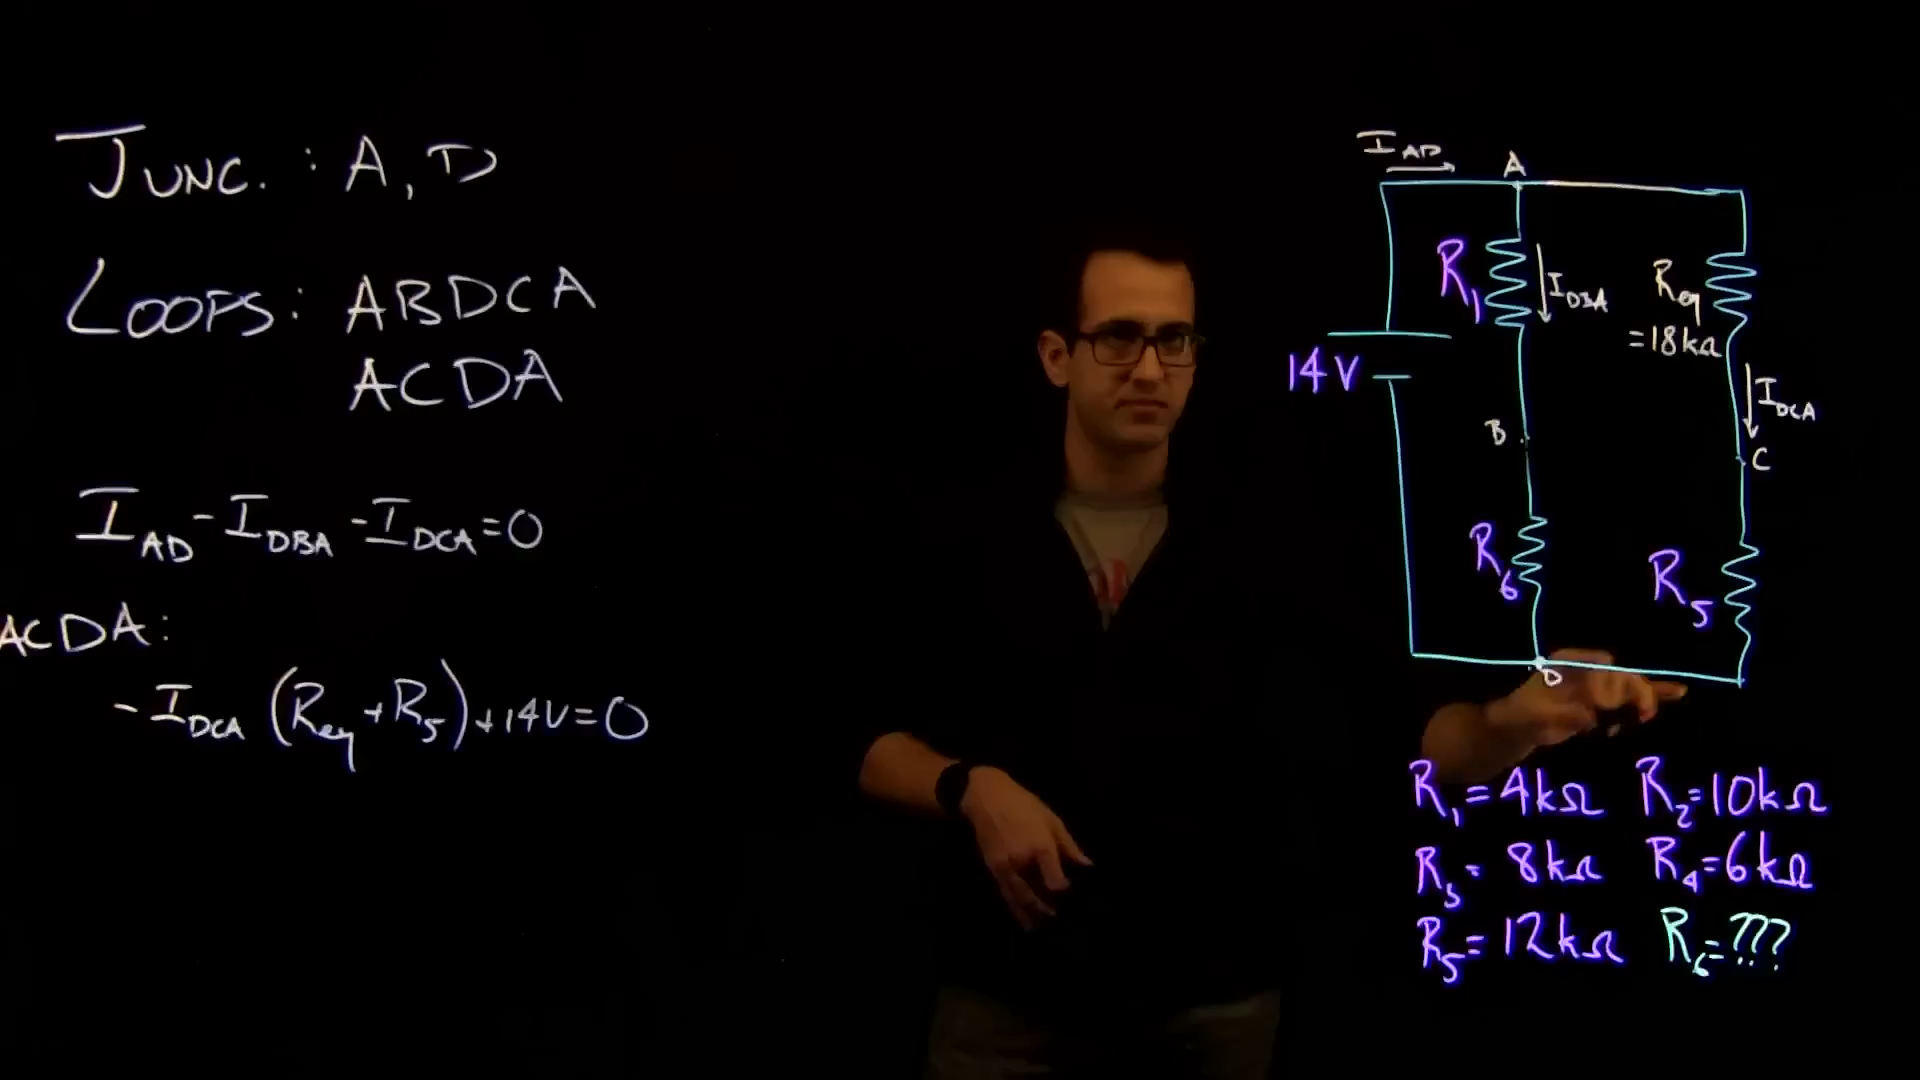 JUNC. : A, D
LOOPS: ABDCA
ACDA
I_AD - I_DBA - I_DCA = 0
ACDA:
- I_DCA (R_eq + R_5) + 14V = 0
I_AD
A
R_1
I_DBA
R_eq
=18kΩ
14V
I_DCA
B
C
R_6
R_5
D
R_1 = 4kΩ R_2 = 10kΩ
R_3 = 8kΩ R_4 = 6kΩ
R_5 = 12kΩ R_6 = ???